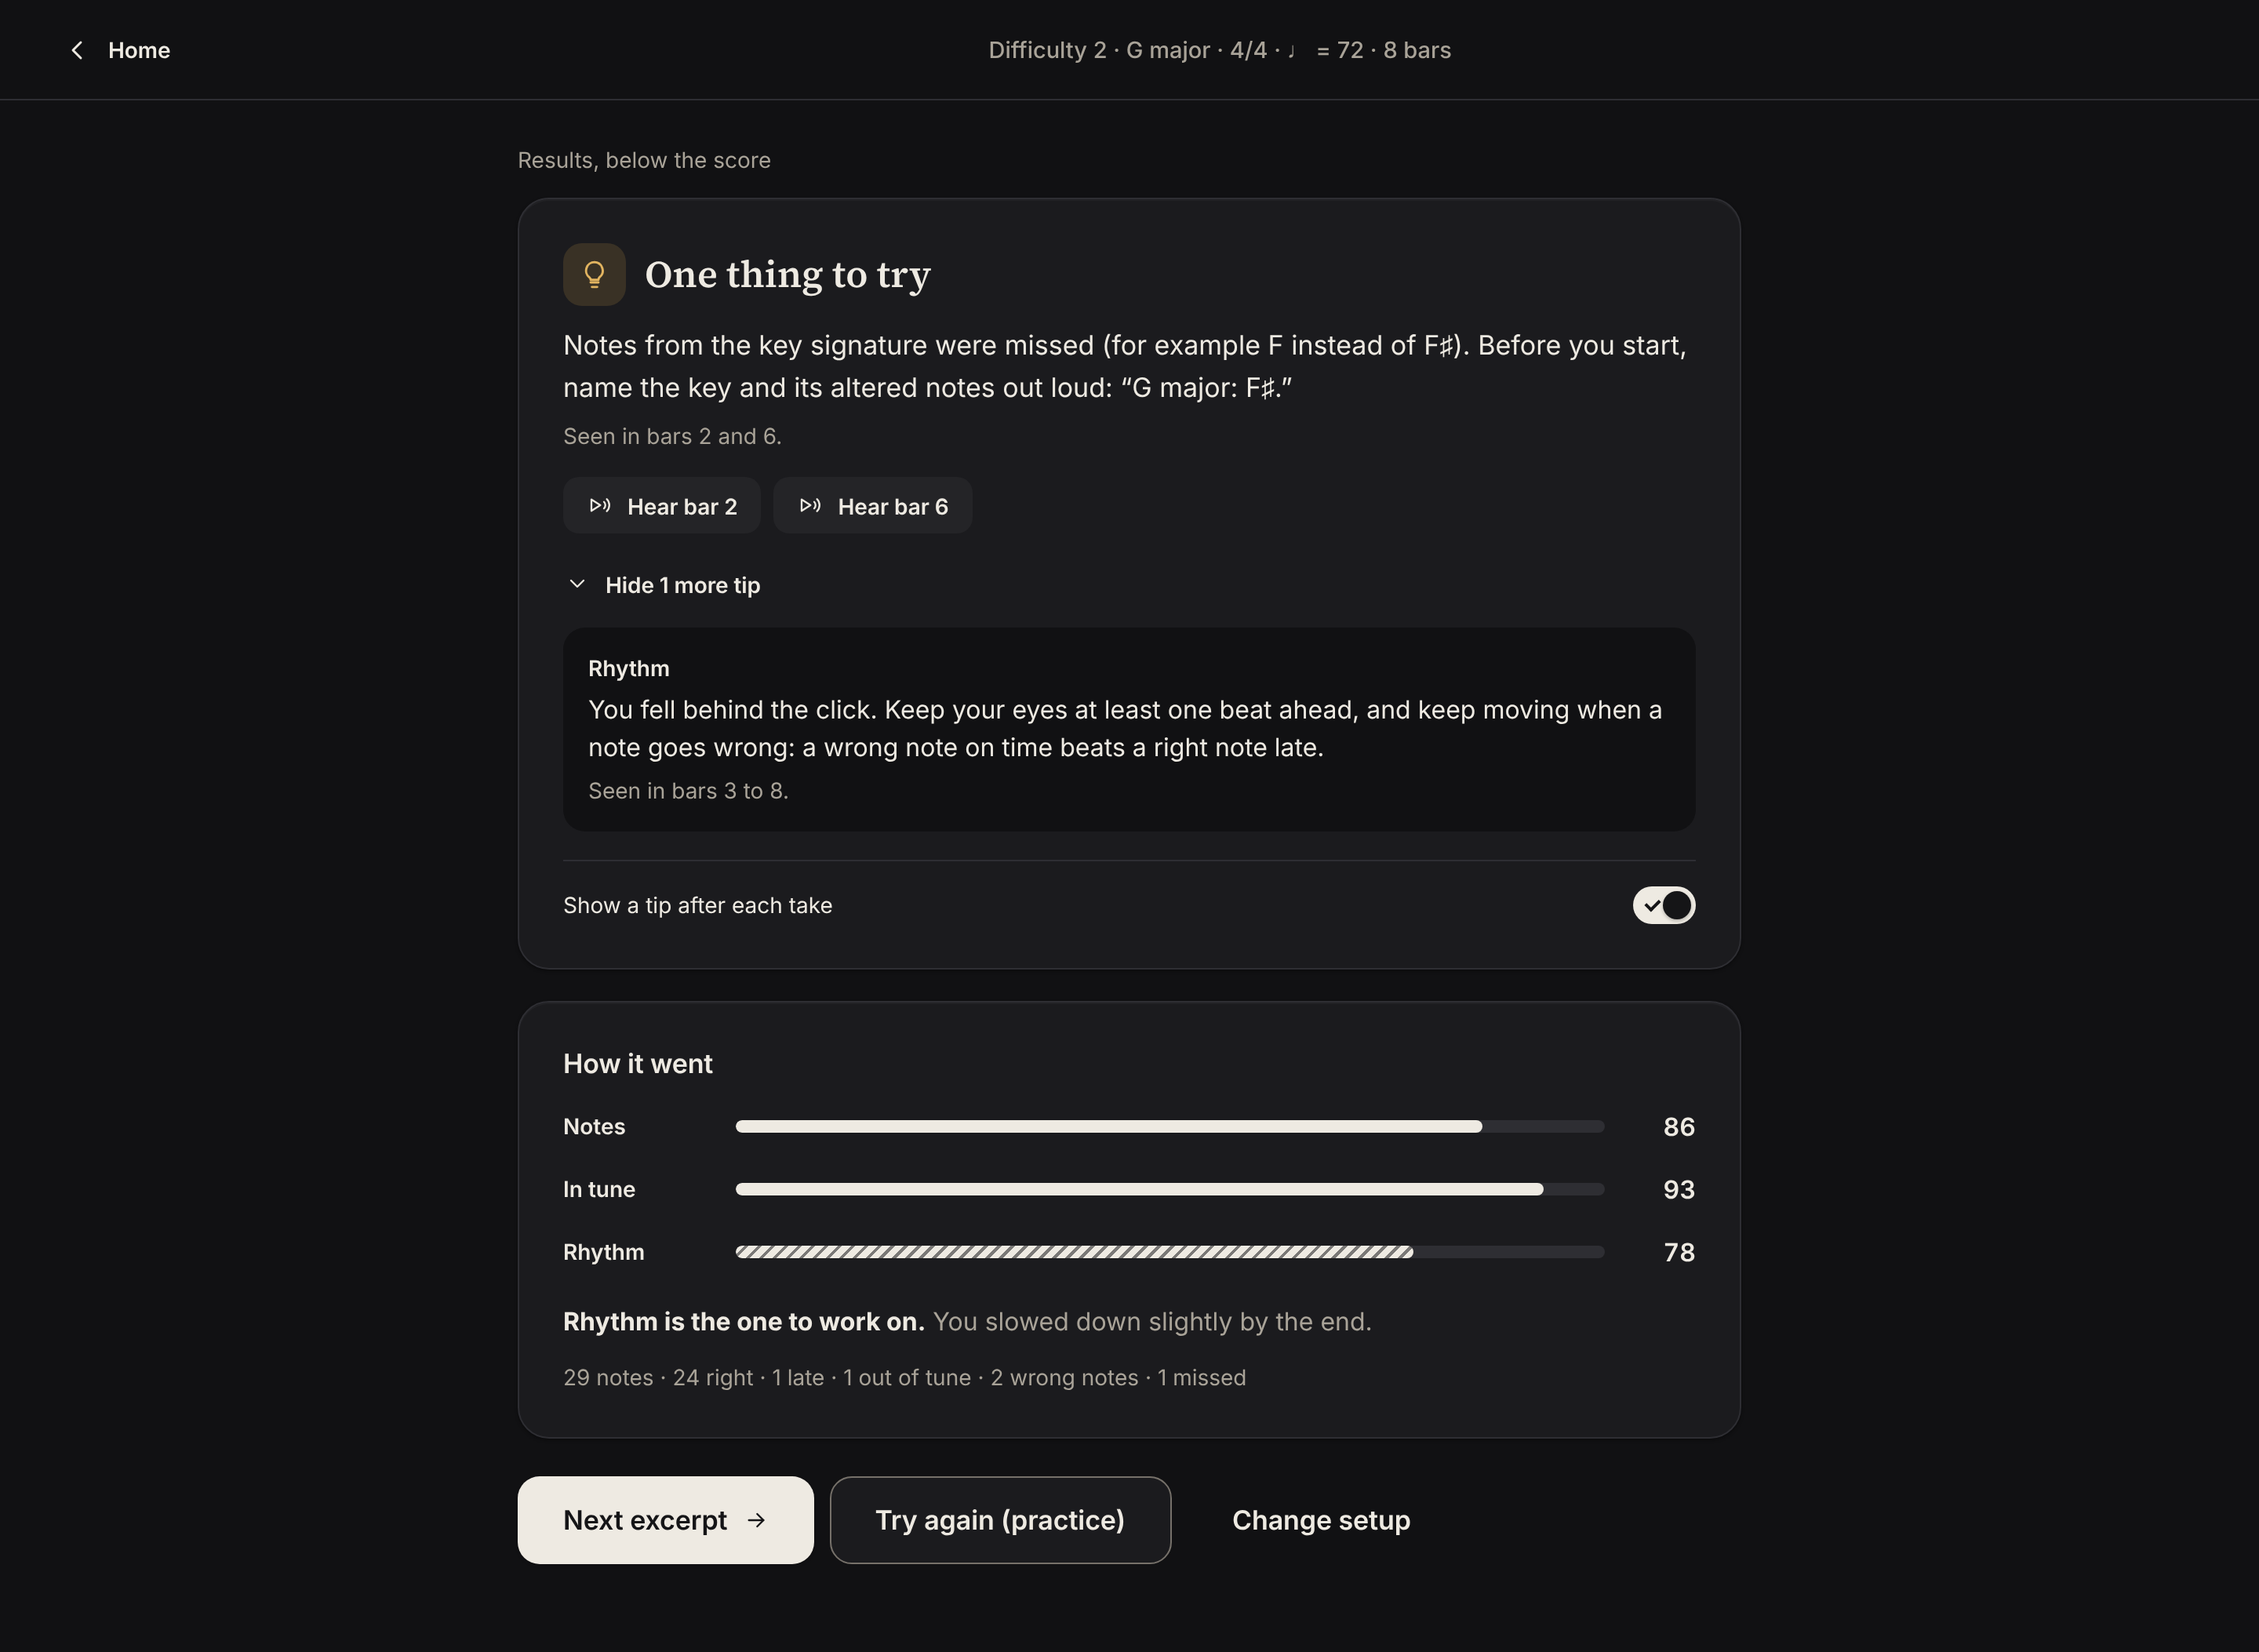 Home
Difficulty 2 · G major · 4/4 · ♩ = 72 · 8 bars
Results, below the score
One thing to try
Notes from the key signature were missed (for example F instead of F♯). Before you start,
name the key and its altered notes out loud: “G major: F♯.”
Seen in bars 2 and 6.
Hear bar 2
Hear bar 6
Hide 1 more tip
Rhythm
You fell behind the click. Keep your eyes at least one beat ahead, and keep moving when a
note goes wrong: a wrong note on time beats a right note late.
Seen in bars 3 to 8.
Show a tip after each take
How it went
Notes 86
In tune 93
Rhythm 78
Rhythm is the one to work on. You slowed down slightly by the end.
29 notes · 24 right · 1 late · 1 out of tune · 2 wrong notes · 1 missed
Next excerpt →
Try again (practice)
Change setup